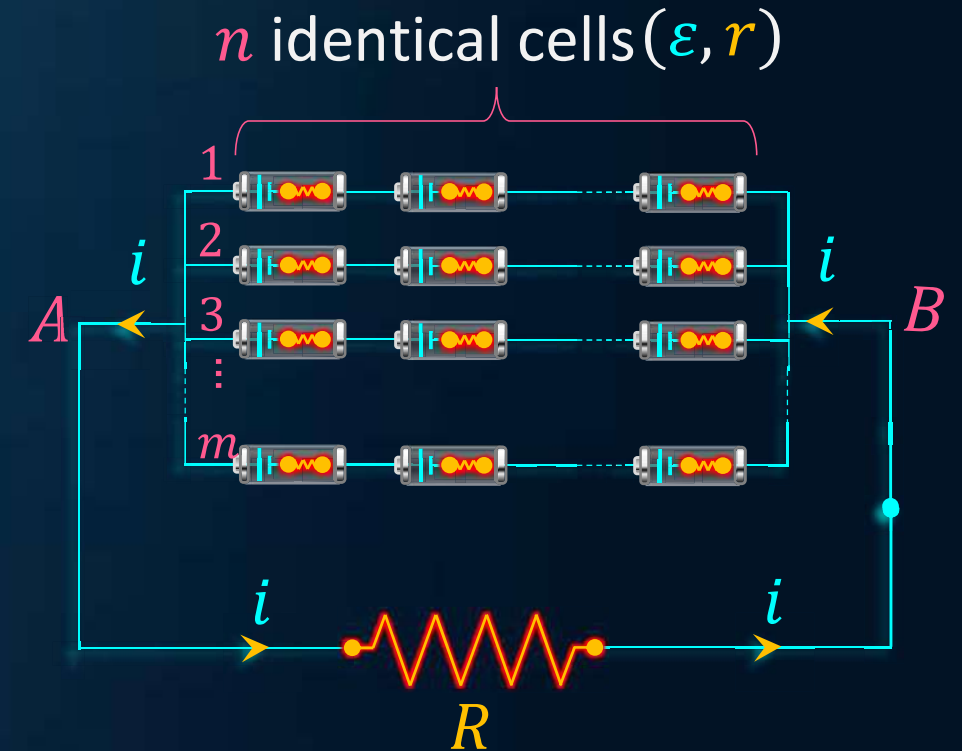 n identical cells(ε, r)
1
2
i
i
A
3
B
⋮
m
i
i
R